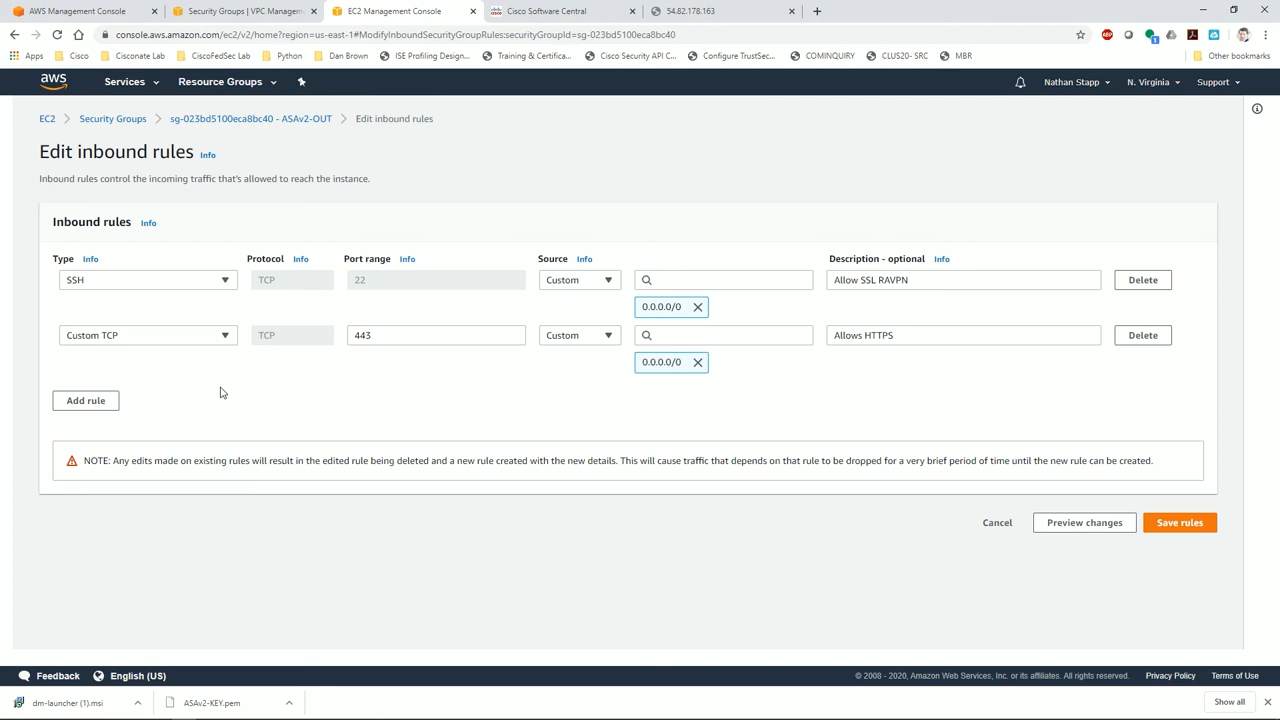 AWS Management Console
Security Groups | VPC Managem
EC2 Management Console
Cisco Software Central
54.82.178.163
console.aws.amazon.com/ec2/v2/home?region=us-east-1#ModifyInboundSecurityGroupRules:securityGroupId=sg-023bd5100eca8bc40
Apps Cisco Cisconate Lab CiscoFedSec Lab Python Dan Brown ISE Profiling Design... Training & Certifica... Cisco Security API C... Configure TrustSec... COMINQUIRY CLUS20- SRC MBR Other bookmarks
aws Services Resource Groups Nathan Stapp N. Virginia Support
EC2 Security Groups sg-023bd5100eca8bc40 - ASAv2-OUT Edit inbound rules
Edit inbound rules Info
Inbound rules control the incoming traffic that's allowed to reach the instance.
Inbound rules Info
Type Info Protocol Info Port range Info Source Info Description - optional Info
SSH TCP 22 Custom Allow SSL RAVPN Delete
0.0.0.0/0
Custom TCP TCP 443 Custom Allows HTTPS Delete
0.0.0.0/0
Add rule
NOTE: Any edits made on existing rules will result in the edited rule being deleted and a new rule created with the new details. This will cause traffic that depends on that rule to be dropped for a very brief period of time until the new rule can be created.
Cancel Preview changes Save rules
Feedback English (US) © 2008 - 2020, Amazon Web Services, Inc. or its affiliates. All rights reserved. Privacy Policy Terms of Use
dm-launcher (1).msi ASAv2-KEY.pem Show all